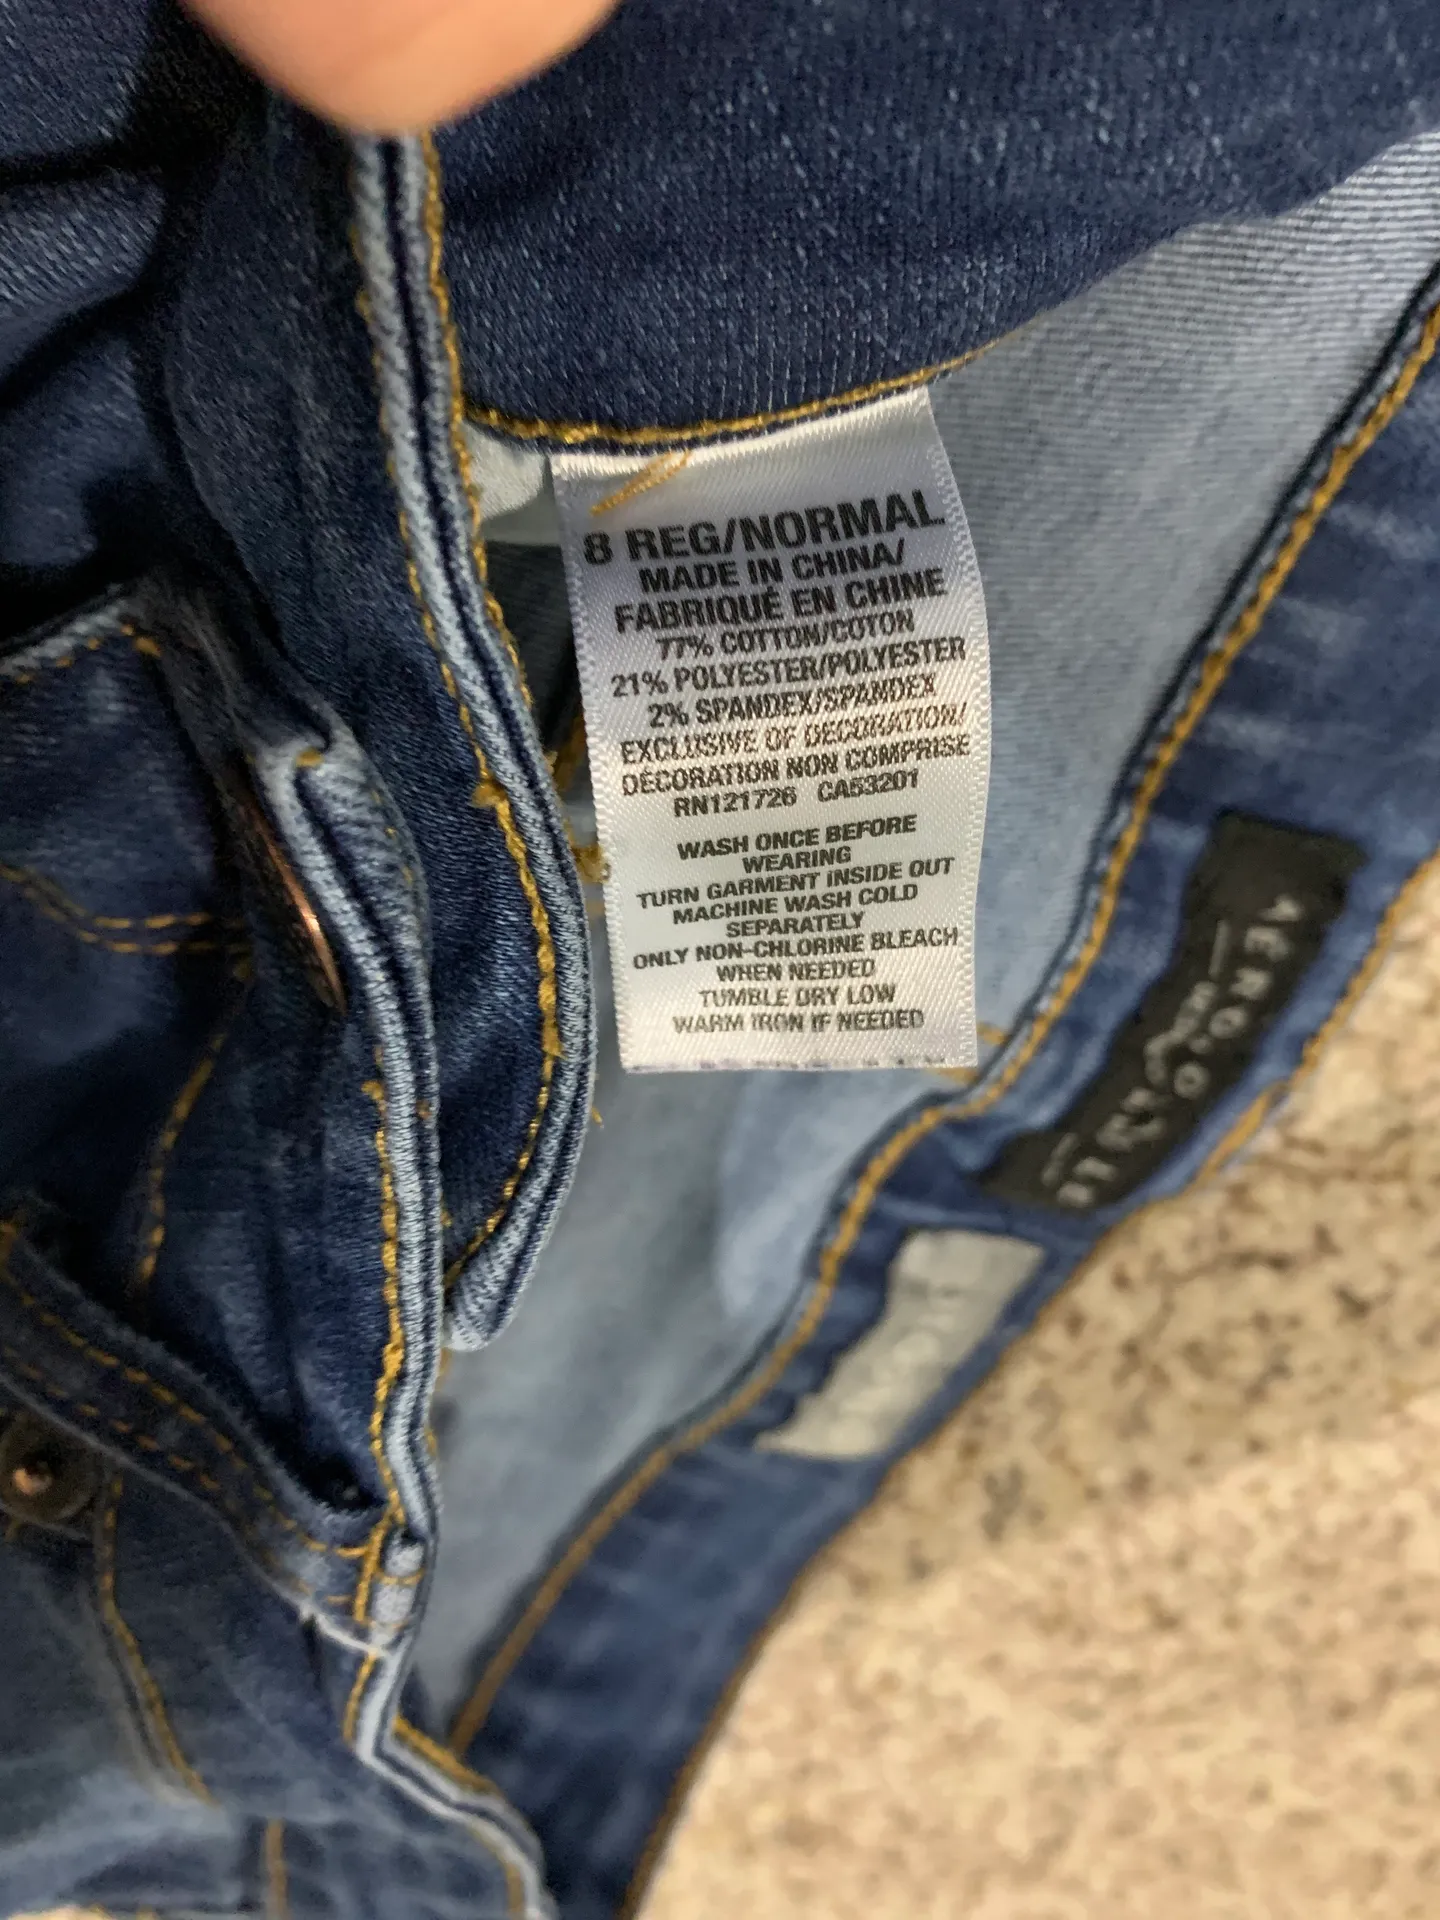 8 REG/NORMAL
MADE IN CHINA/
FABRIQUÉ EN CHINE
77% COTTON/COTON
21% POLYESTER/POLYESTER
2% SPANDEX/SPANDEX
EXCLUSIVE OF DECORATION/
DÉCORATION NON COMPRISE
RN121726 CA53201
WASH ONCE BEFORE
WEARING
TURN GARMENT INSIDE OUT
MACHINE WASH COLD
SEPARATELY
ONLY NON-CHLORINE BLEACH
WHEN NEEDED
TUMBLE DRY LOW
WARM IRON IF NEEDED